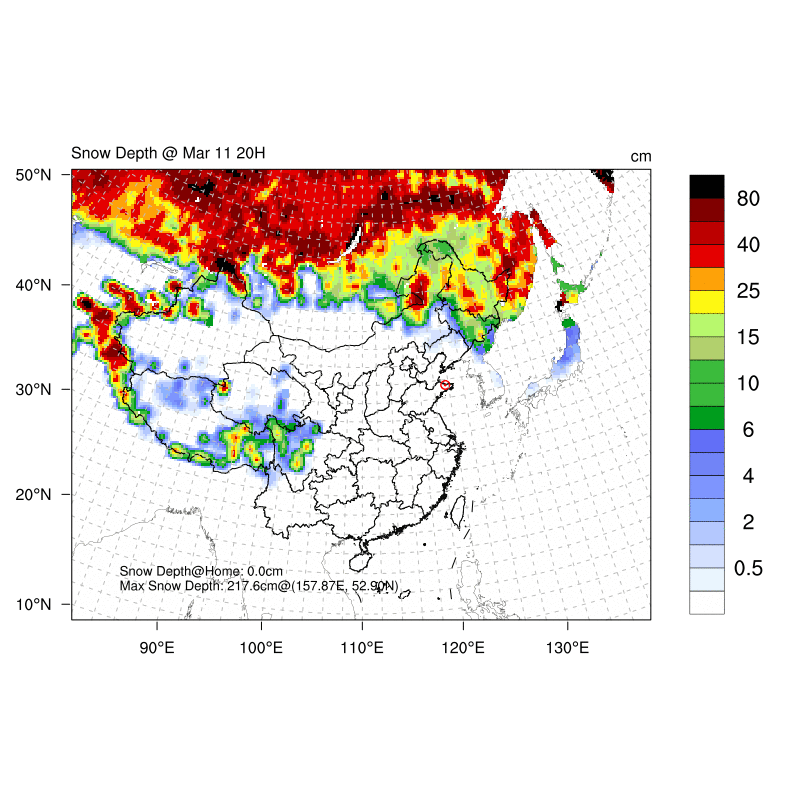 Snow Depth @ Mar 11 20H
cm
50°N
40°N
30°N
20°N
10°N
90°E
100°E
110°E
120°E
130°E
80
40
25
15
10
6
4
2
0.5
Snow Depth@Home: 0.0cm
Max Snow Depth: 217.6cm@(157.87E, 52.90N)